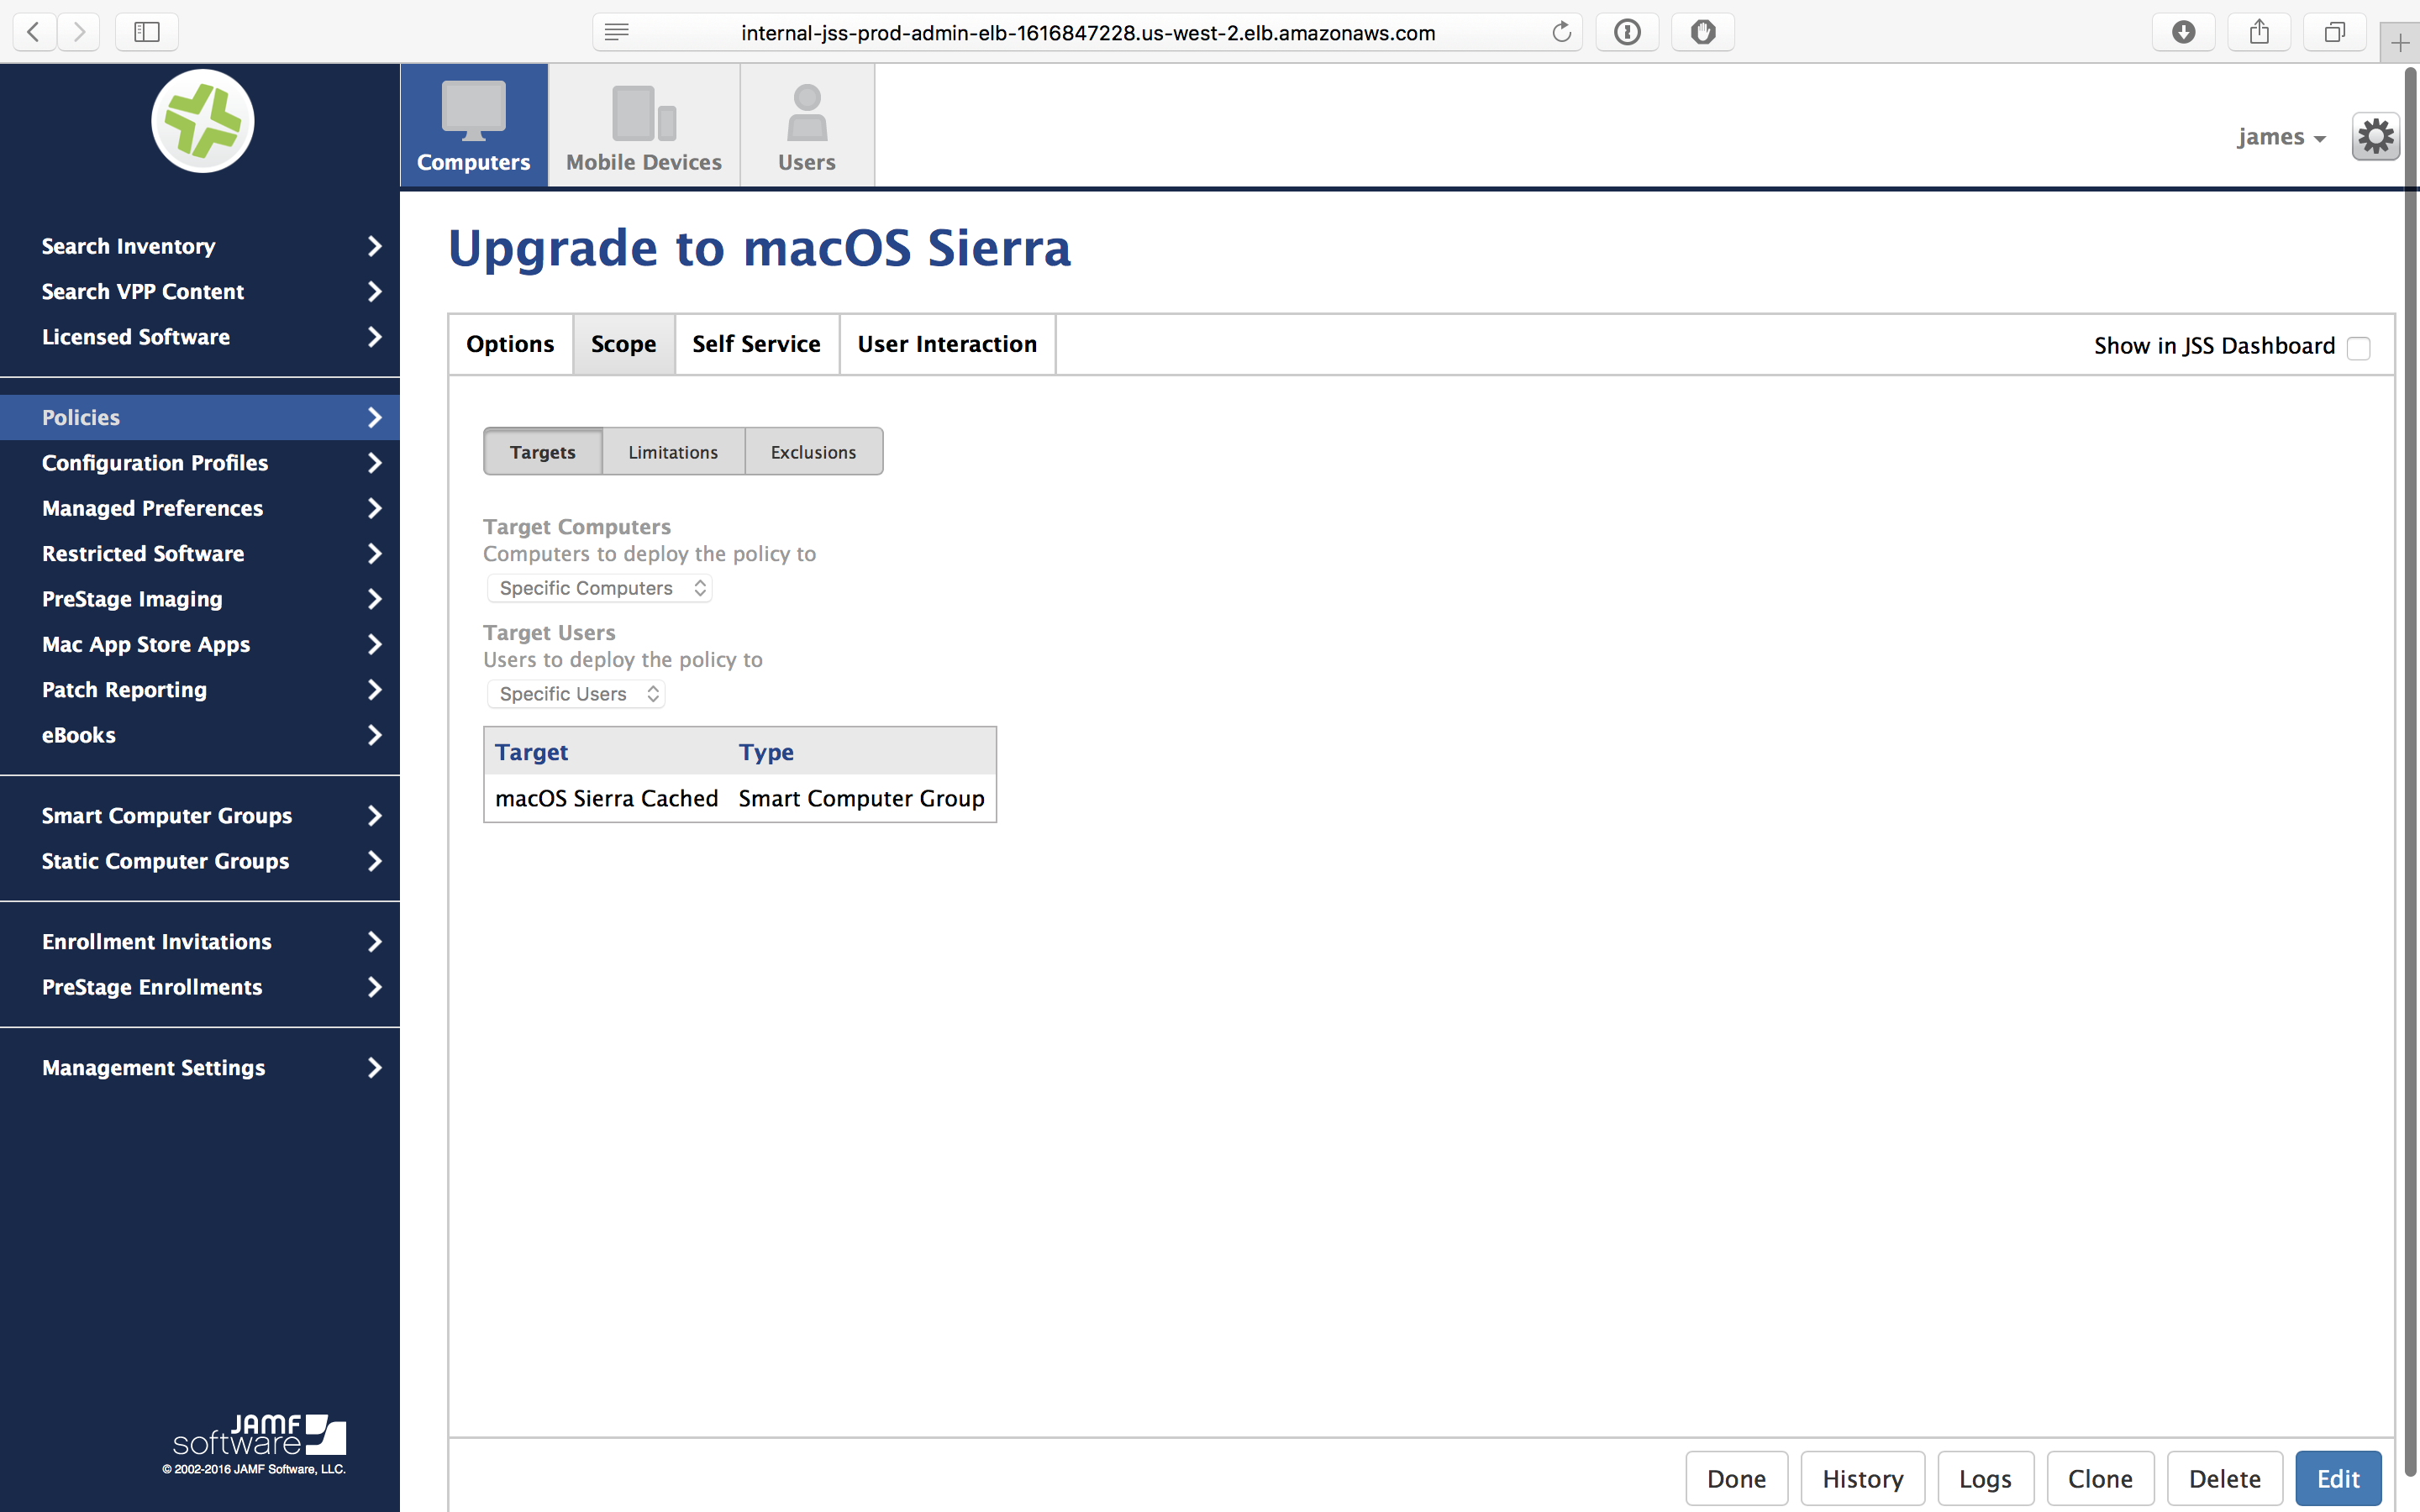 internal-jss-prod-admin-elb-1616847228.us-west-2.elb.amazonaws.com
Computers
Mobile Devices
Users
james
Search Inventory
Search VPP Content
Licensed Software
Policies
Configuration Profiles
Managed Preferences
Restricted Software
PreStage Imaging
Mac App Store Apps
Patch Reporting
eBooks
Smart Computer Groups
Static Computer Groups
Enrollment Invitations
PreStage Enrollments
Management Settings
JAMF
software
© 2002-2016 JAMF Software, LLC.
Upgrade to macOS Sierra
Options Scope Self Service User Interaction
Show in JSS Dashboard
Targets Limitations Exclusions
Target Computers
Computers to deploy the policy to
Specific Computers
Target Users
Users to deploy the policy to
Specific Users
Target Type
macOS Sierra Cached Smart Computer Group
Done History Logs Clone Delete Edit